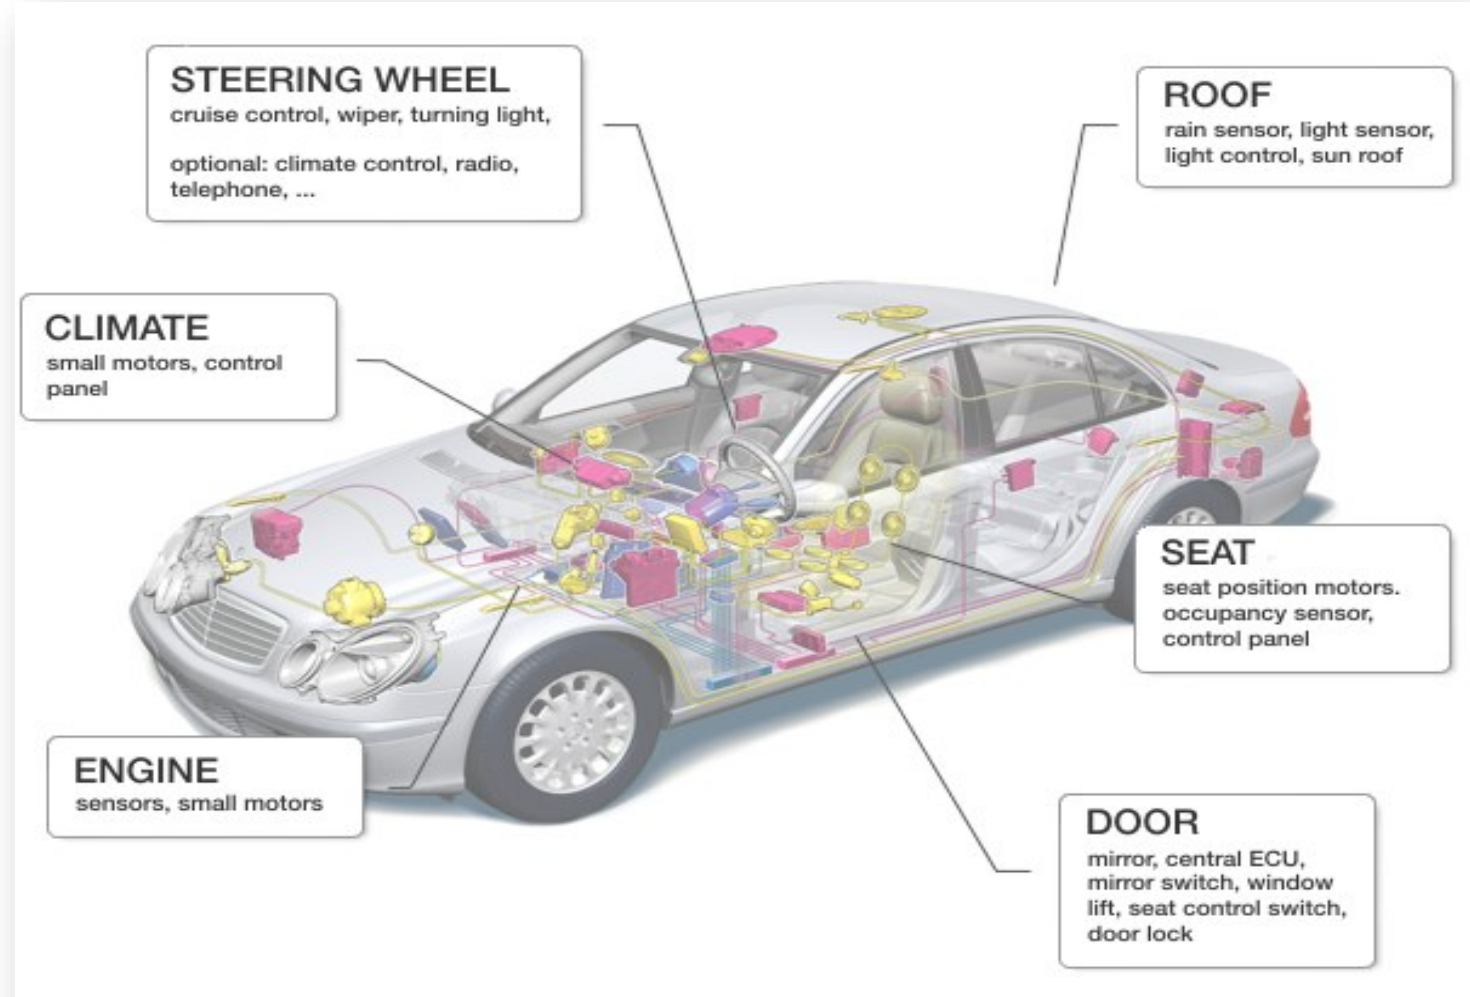 STEERING WHEEL
cruise control, wiper, turning light,
optional: climate control, radio,
telephone, ...
ROOF
rain sensor, light sensor,
light control, sun roof
CLIMATE
small motors, control
panel
SEAT
seat position motors.
occupancy sensor,
control panel
ENGINE
sensors, small motors
DOOR
mirror, central ECU,
mirror switch, window
lift, seat control switch,
door lock